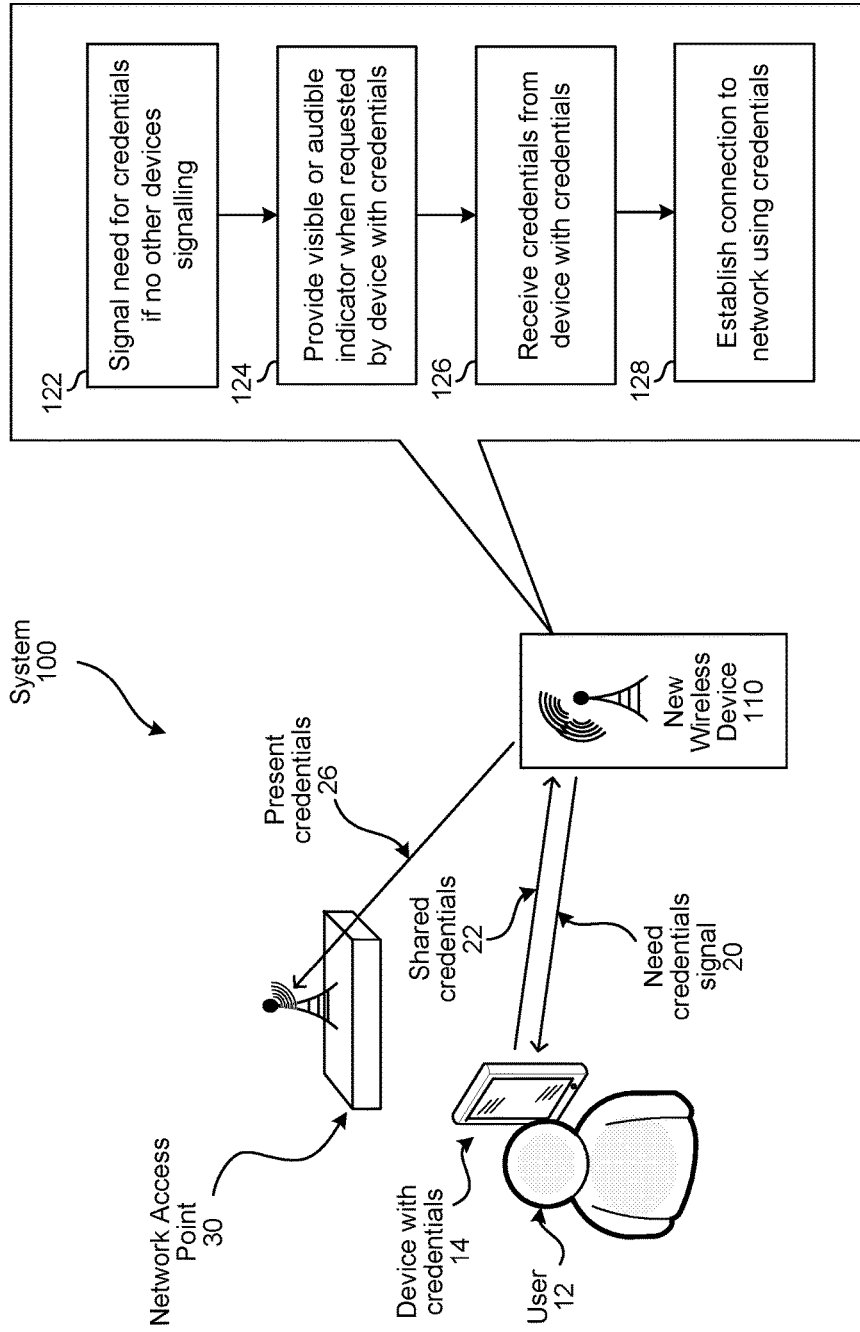 System
100
Network Access
Point
30
Present
credentials
26
Device with
credentials
14
User
12
Shared
credentials
22
Need
credentials
signal
20
New
Wireless
Device
110
122
Signal need for credentials
if no other devices
signalling
124
Provide visible or audible
indicator when requested
by device with credentials
126
Receive credentials from
device with credentials
128
Establish connection to
network using credentials